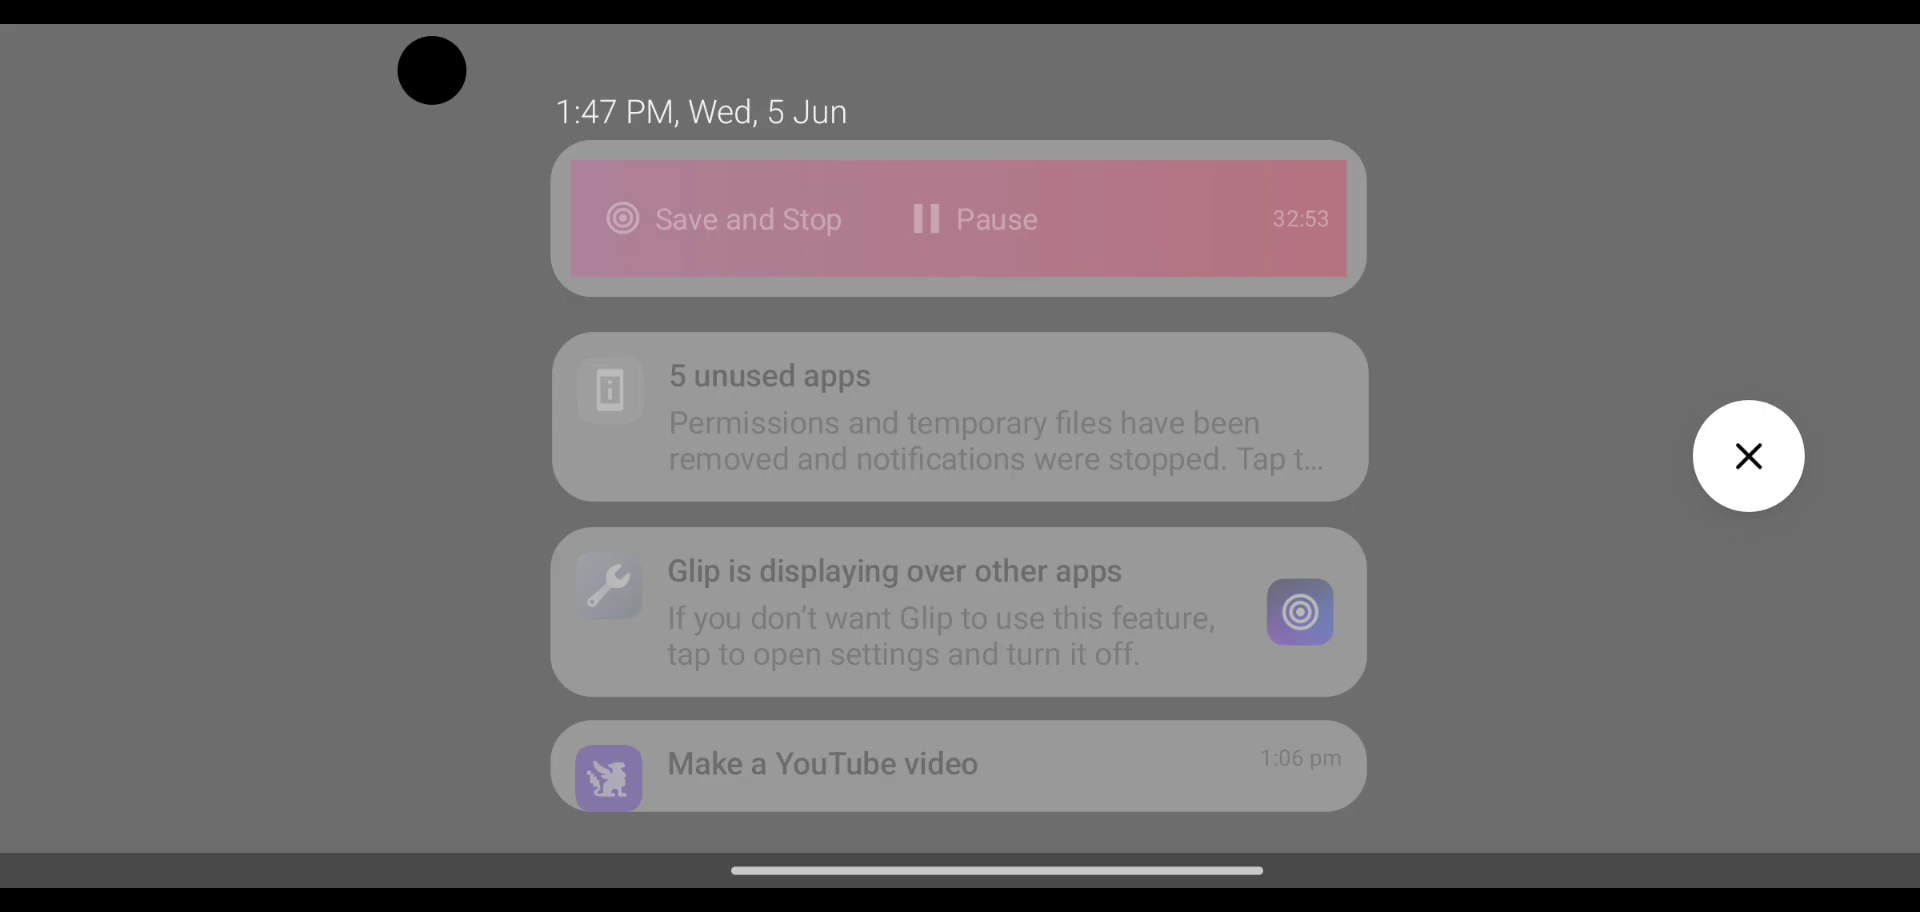 1:47 PM, Wed, 5 Jun
Save and Stop Pause 32:53
5 unused apps
Permissions and temporary files have been
removed and notifications were stopped. Tap t...
Glip is displaying over other apps
If you don’t want Glip to use this feature,
tap to open settings and turn it off.
Make a YouTube video 1:06 pm